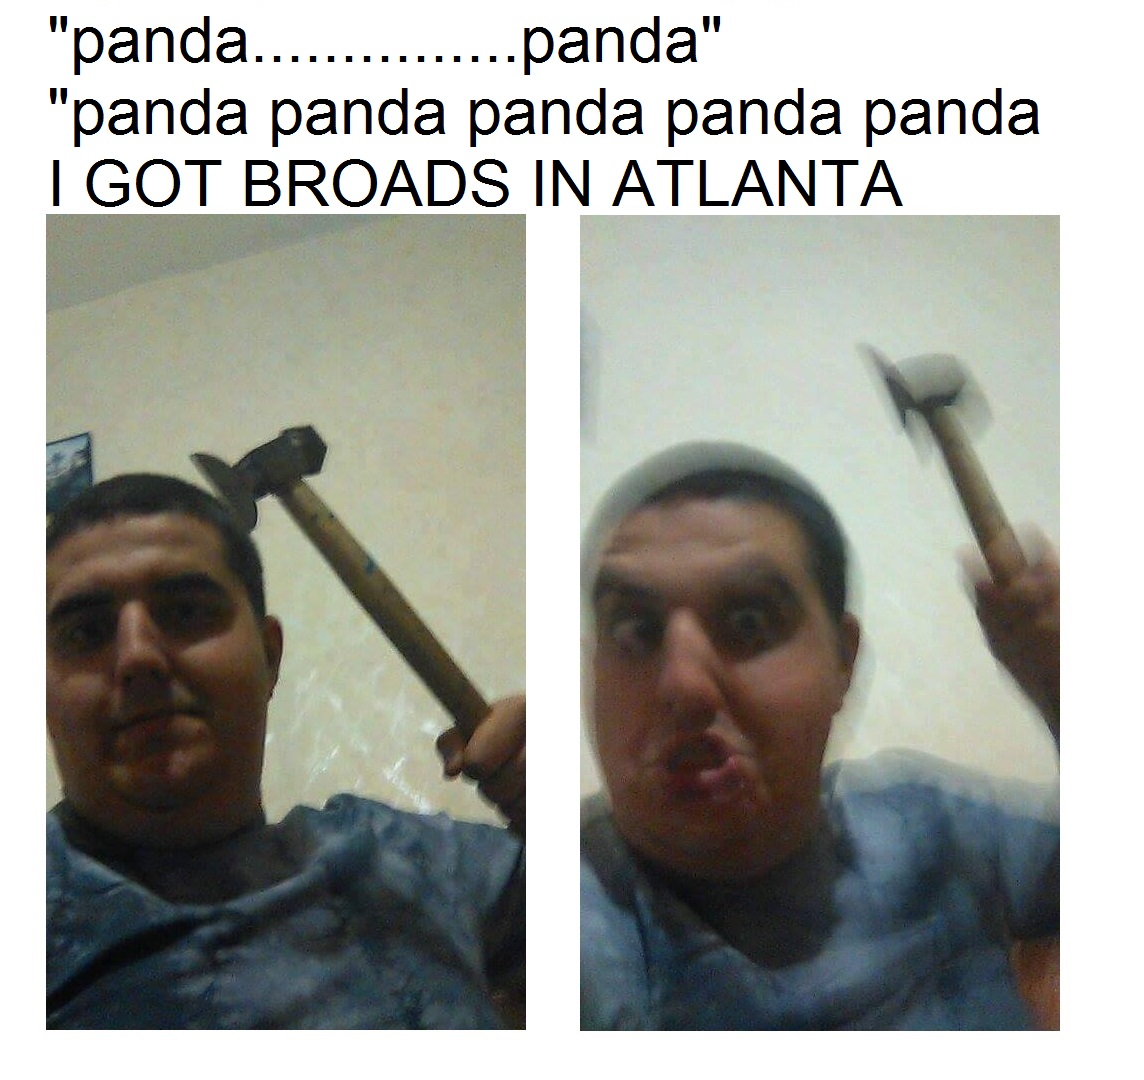 "panda...............panda"
"panda panda panda panda panda
I GOT BROADS IN ATLANTA